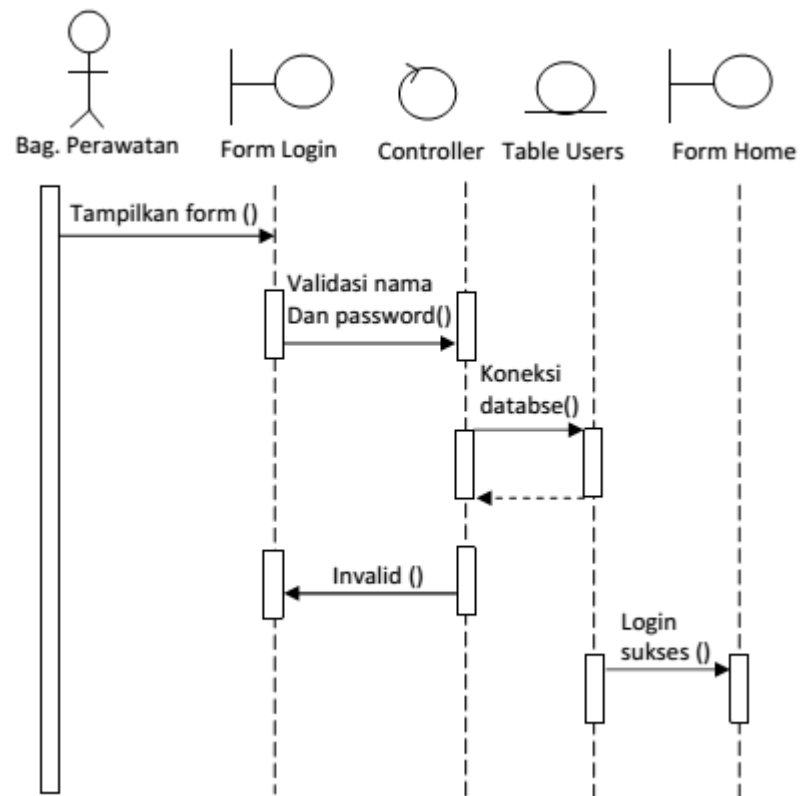 Bag. Perawatan
Form Login
Controller
Table Users
Form Home
Tampilkan form ()
Validasi nama
Dan password()
Koneksi
databse()
Invalid ()
Login
sukses ()